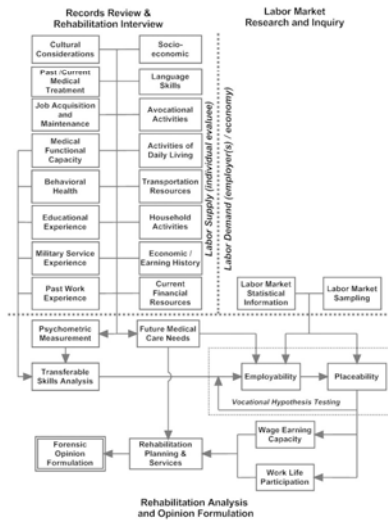 Records Review &
Rehabilitation Interview
Labor Market
Research and Inquiry
Cultural
Considerations
Socio-
economic
Past /Current
Medical
Treatment
Language
Skills
Job Acquisition
and
Maintenance
Avocational
Activities
Medical
Functional
Capacity
Activities of
Daily Living
Behavioral
Health
Transportation
Resources
Educational
Experience
Household
Activities
Military Service
Experience
Economic /
Earning History
Past Work
Experience
Current
Financial
Resources
Labor Supply (individual evaluee)
Labor Demand (employer(s) / economy)
Labor Market
Statistical
Information
Labor Market
Sampling
Psychometric
Measurement
Future Medical
Care Needs
Transferable
Skills Analysis
Employability
Placeability
Vocational Hypothesis Testing
Forensic
Opinion
Formulation
Rehabilitation
Planning &
Services
Wage Earning
Capacity
Work Life
Participation
Rehabilitation Analysis
and Opinion Formulation